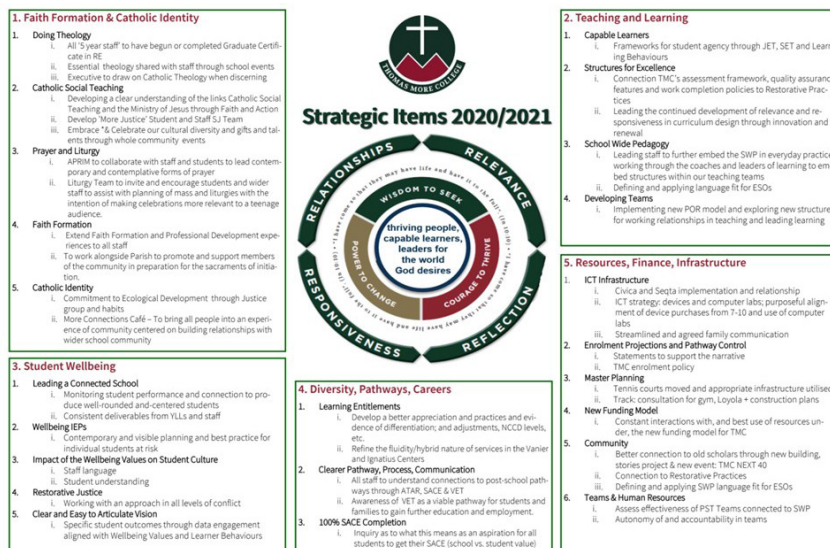 1. Faith Formation & Catholic Identity
1. Doing Theology
i. All '5 year staff' to have begun or completed Graduate Certifi-
cate in RE
ii. Essential theology shared with staff through school events
iii. Executive to draw on Catholic Theology when discerning
2. Catholic Social Teaching
i. Developing a clear understanding of the links Catholic Social
Teaching and the Ministry of Jesus through Faith and Action
ii. Develop 'More Justice' Student and Staff SJ Team
iii. Embrace "& Celebrate our cultural diversity and gifts and tal-
ents through whole community events
3. Prayer and Liturgy
i. APRIM to collaborate with staff and students to lead contem-
porary and contemplative forms of prayer
ii. Liturgy Team to invite and encourage students and wider
staff to assist with planning of mass and liturgies with the
intention of making celebrations more relevant to a teenage
audience.
4. Faith Formation
i. Extend Faith Formation and Professional Development expe-
riences to all staff
ii. To work alongside Parish to promote and support members
of the community in preparation for the sacraments of initia-
tion.
5. Catholic Identity
i. Commitment to Ecological Development through Justice
group and habits
ii. More Connections Café – To bring all people into an experi-
ence of community centered on building relationships with
wider school community
THOMAS MORE COLLEGE
Strategic Items 2020/2021
RELATIONSHIPS
RELEVANCE
RESPONSIVENESS
REFLECTION
"I have come so that they may have life and have it to the full". (Jn 10:10)
WISDOM TO SEEK
POWER TO CHANGE
COURAGE TO THRIVE
thriving people,
capable learners,
leaders for
the world
God desires
2. Teaching and Learning
1. Capable Learners
i. Frameworks for student agency through JET, SET and Learn-
ing Behaviours
2. Structures for Excellence
i. Connection TMC's assessment framework, quality assurance
features and work completion policies to Restorative Prac-
tices
ii. Leading the continued development of relevance and re-
sponsiveness in curriculum design through innovation and
renewal
3. School Wide Pedagogy
i. Leading staff to further embed the SWP in everyday practice
working through the coaches and leaders of learning to em-
bed structures within our teaching teams
ii. Defining and applying language fit for ESOs
4. Developing Teams
i. Implementing new POR model and exploring new structures
for working relationships in teaching and leading learning
3. Student Wellbeing
1. Leading a Connected School
i. Monitoring student performance and connection to pro-
duce well-rounded and-centered students
ii. Consistent deliverables from YLLs and staff
2. Wellbeing IEPs
i. Contemporary and visible planning and best practice for
individual students at risk
3. Impact of the Wellbeing Values on Student Culture
i. Staff language
ii. Student understanding
4. Restorative Justice
i. Working with an approach in all levels of conflict
5. Clear and Easy to Articulate Vision
i. Specific student outcomes through data engagement
aligned with Wellbeing Values and Learner Behaviours
4. Diversity, Pathways, Careers
1. Learning Entitlements
i. Develop a better appreciation and practices and evi-
dence of differentiation; and adjustments, NCCD levels,
etc.
ii. Refine the fluidity/hybrid nature of services in the Vanier
and Ignatius Centers
2. Clearer Pathway, Process, Communication
i. All staff to understand connections to post-school path-
ways through ATAR, SACE & VET
ii. Awareness of VET as a viable pathway for students and
families to gain further education and employment.
3. 100% SACE Completion
i. Inquiry as to what this means as an aspiration for all
students to get their SACE (school vs. student value)
5. Resources, Finance, Infrastructure
1. ICT Infrastructure
i. Civica and Seqta implementation and relationship
ii. ICT strategy: devices and computer labs; purposeful align-
ment of device purchases from 7-10 and use of computer
labs
iii. Streamlined and agreed family communication
2. Enrolment Projections and Pathway Control
i. Statements to support the narrative
ii. TMC enrolment policy
3. Master Planning
i. Tennis courts moved and appropriate infrastructure utilised
ii. Track: consultation for gym, Loyola + construction plans
4. New Funding Model
i. Constant interactions with, and best use of resources un-
der, the new funding model for TMC
5. Community
i. Better connection to old scholars through new building,
stories project & new event: TMC NEXT 40
ii. Connection to Restorative Practices
iii. Defining and applying SWP language fit for ESOs
6. Teams & Human Resources
i. Assess effectiveness of PST Teams connected to SWP
ii. Autonomy of and accountability in teams